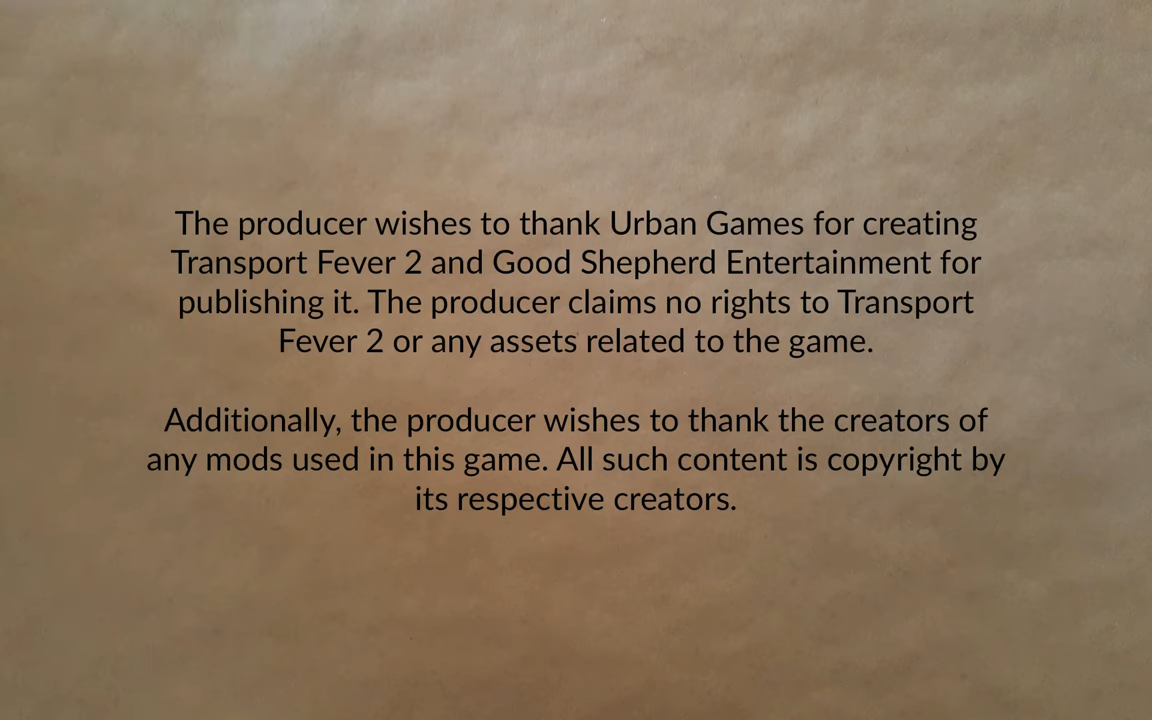 The producer wishes to thank Urban Games for creating
Transport Fever 2 and Good Shepherd Entertainment for
publishing it. The producer claims no rights to Transport
Fever 2 or any assets related to the game.
Additionally, the producer wishes to thank the creators of
any mods used in this game. All such content is copyright by
its respective creators.